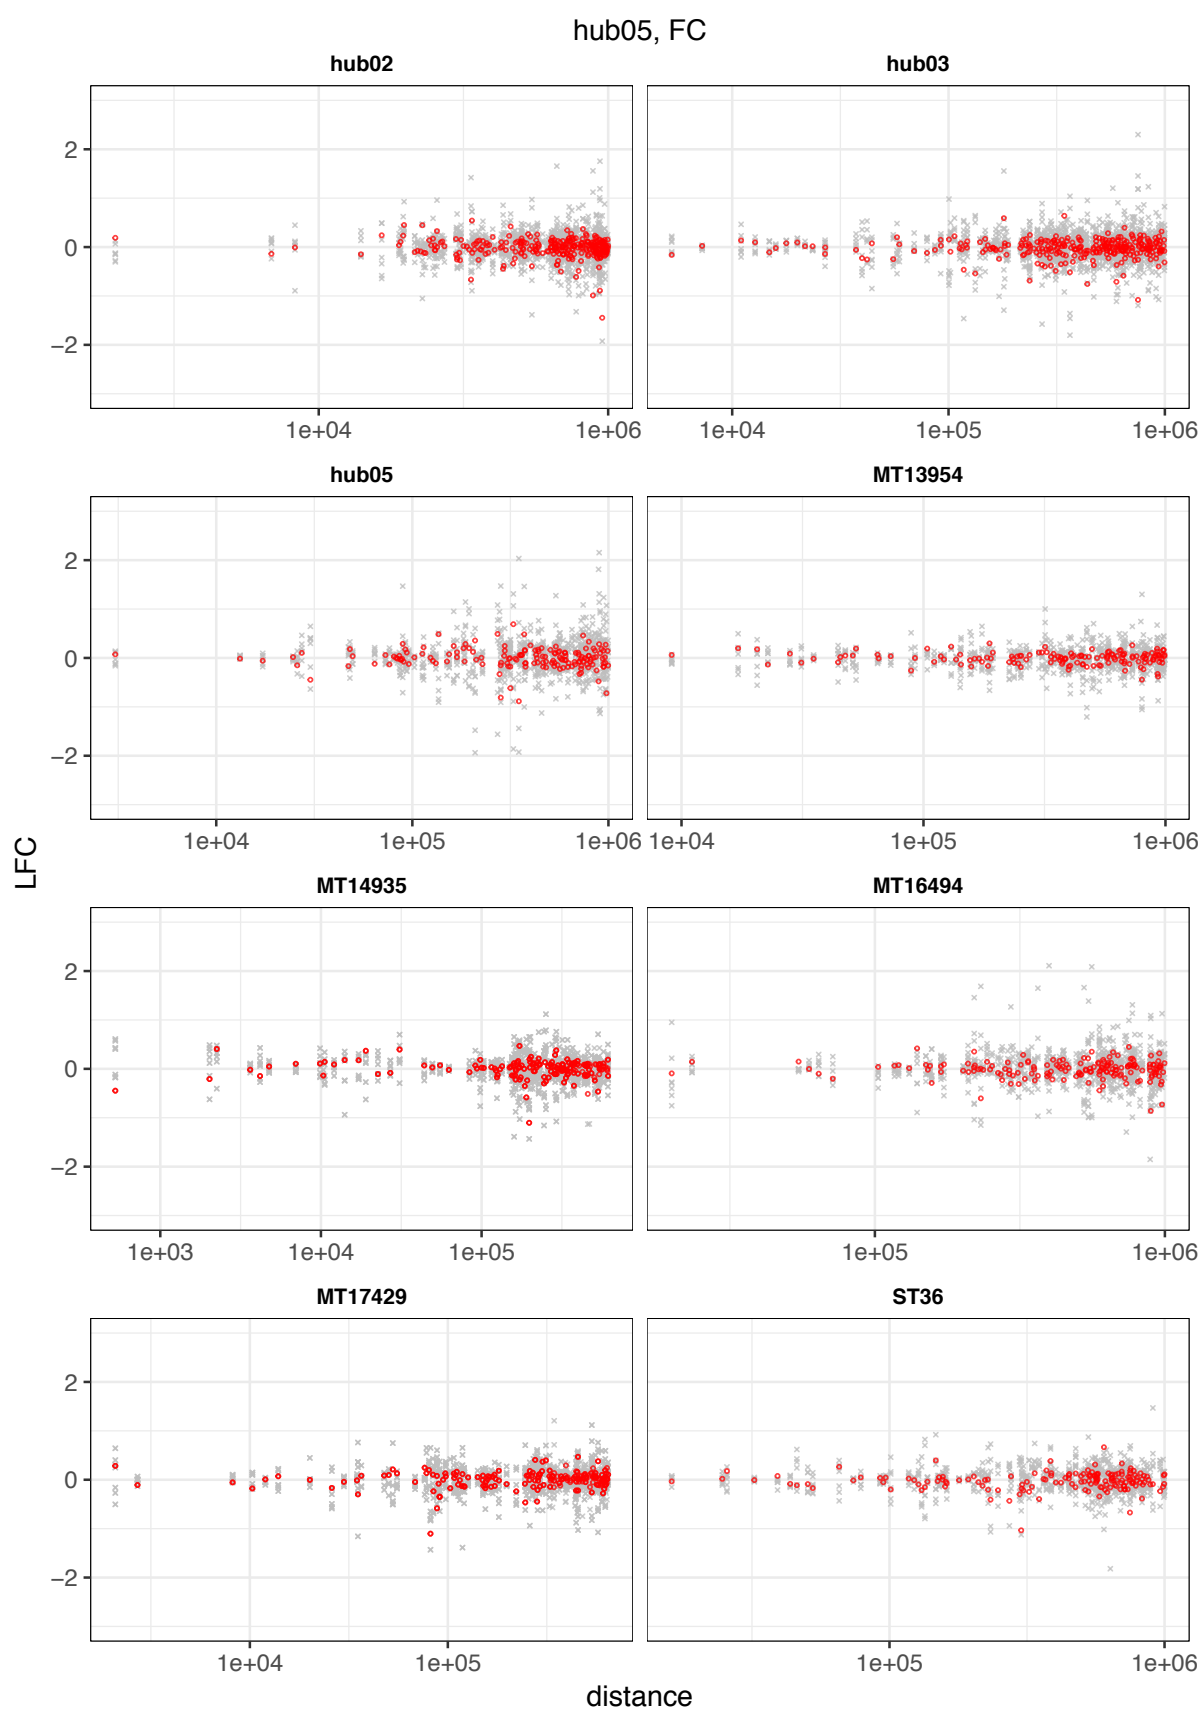 hub05, FC
hub02 hub03
2
0
−2
1e+04 1e+06 1e+04 1e+05 1e+06
hub05 MT13954
2
0
−2
1e+04 1e+05 1e+06 1e+04 1e+05 1e+06
LFC
MT14935 MT16494
2
0
−2
1e+03 1e+04 1e+05 1e+05 1e+06
MT17429 ST36
2
0
−2
1e+04 1e+05 1e+05 1e+06
distance